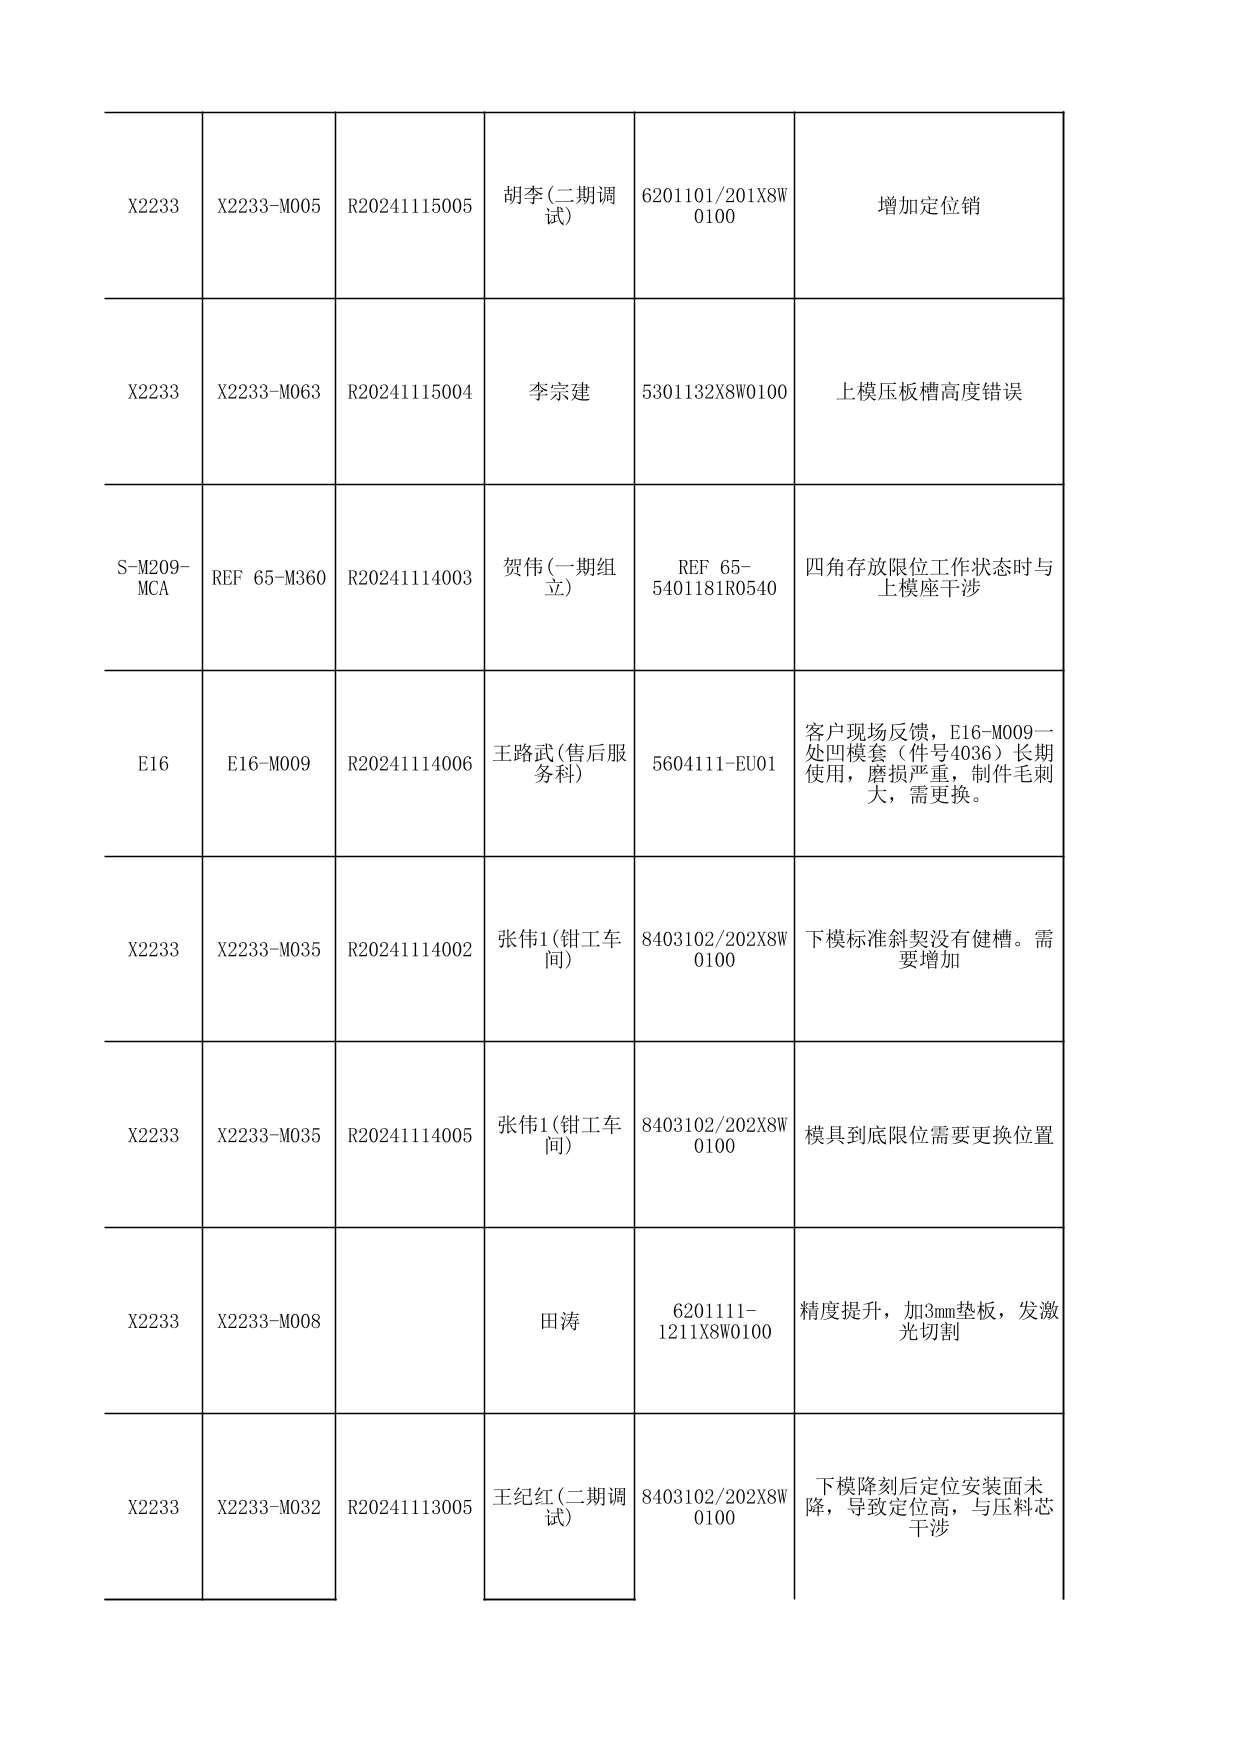 X2233
X2233-M005
R20241115005
胡李(二期调
试)
6201101/201X8W
0100
增加定位销
X2233
X2233-M063
R20241115004
李宗建
5301132X8W0100
上模压板槽高度错误
S-M209-
MCA
REF 65-M360
R20241114003
贺伟(一期组
立)
REF 65-
5401181R0540
四角存放限位工作状态时与
上模座干涉
E16
E16-M009
R20241114006
王路武(售后服
务科)
5604111-EU01
客户现场反馈，E16-M009一
处凹模套（件号4036）长期
使用，磨损严重，制件毛刺
大，需更换。
X2233
X2233-M035
R20241114002
张伟1(钳工车
间)
8403102/202X8W
0100
下模标准斜契没有健槽。需
要增加
X2233
X2233-M035
R20241114005
张伟1(钳工车
间)
8403102/202X8W
0100
模具到底限位需要更换位置
X2233
X2233-M008
田涛
6201111-
1211X8W0100
精度提升，加3mm垫板，发激
光切割
X2233
X2233-M032
R20241113005
王纪红(二期调
试)
8403102/202X8W
0100
下模降刻后定位安装面未
降，导致定位高，与压料芯
干涉